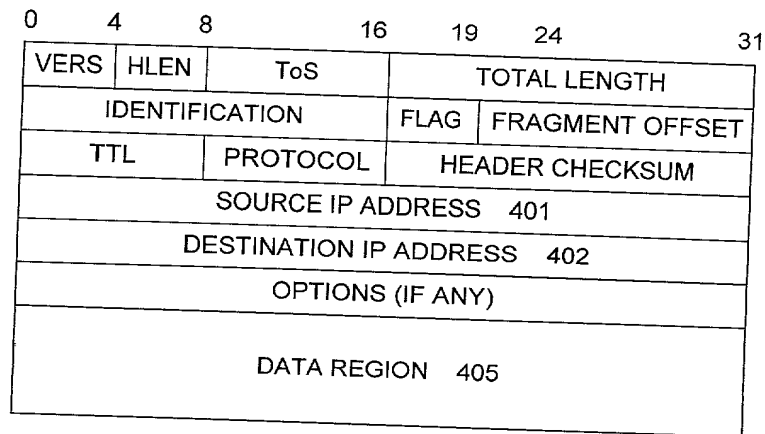 0 4 8 16 19 24 31
VERS HLEN ToS TOTAL LENGTH
IDENTIFICATION FLAG FRAGMENT OFFSET
TTL PROTOCOL HEADER CHECKSUM
SOURCE IP ADDRESS 401
DESTINATION IP ADDRESS 402
OPTIONS (IF ANY)
DATA REGION 405